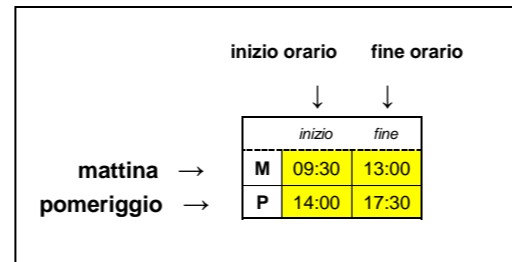 inizio orario fine orario
↓ ↓
inizio fine
mattina → M 09:30 13:00
pomeriggio → P 14:00 17:30